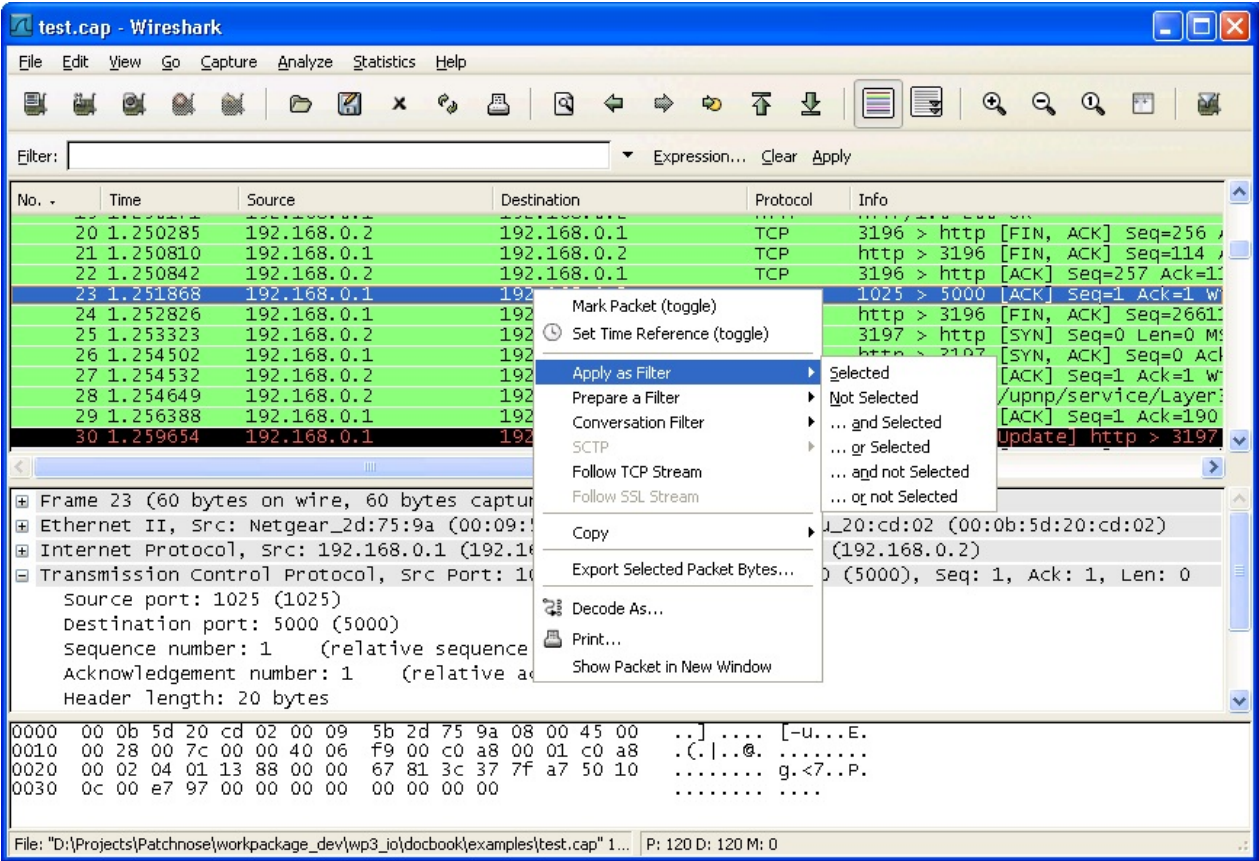 test.cap - Wireshark
File Edit View Go Capture Analyze Statistics Help
Filter: Expression... Clear Apply
No. Time Source Destination Protocol Info
20 1.250285 192.168.0.2 192.168.0.1 TCP 3196 > http [FIN, ACK] Seq=256
21 1.250810 192.168.0.1 192.168.0.2 TCP http > 3196 [FIN, ACK] Seq=114
22 1.250842 192.168.0.2 192.168.0.1 TCP 3196 > http [ACK] Seq=257 Ack=11
23 1.251868 192.168.0.1 192 1025 > 5000 [ACK] Seq=1 Ack=1 W
24 1.252826 192.168.0.1 192 http > 3196 [FIN, ACK] Seq=26611
25 1.253323 192.168.0.2 192 3197 > http [SYN] Seq=0 Len=0 MS
26 1.254502 192.168.0.1 192 http > 3197 [SYN, ACK] Seq=0 Ack
27 1.254532 192.168.0.2 192 [ACK] Seq=1 Ack=1 W
28 1.254649 192.168.0.2 192 /upnp/service/Layer3
29 1.256388 192.168.0.1 192 [ACK] Seq=1 Ack=190
30 1.259654 192.168.0.1 192 Update] http > 3197
Mark Packet (toggle)
Set Time Reference (toggle)
Apply as Filter
Prepare a Filter
Conversation Filter
SCTP
Follow TCP Stream
Follow SSL Stream
Copy
Export Selected Packet Bytes...
Decode As...
Print...
Show Packet in New Window
Selected
Not Selected
... and Selected
... or Selected
... and not Selected
... or not Selected
Frame 23 (60 bytes on wire, 60 bytes captur
Ethernet II, Src: Netgear_2d:75:9a (00:09:5 u_20:cd:02 (00:0b:5d:20:cd:02)
Internet Protocol, Src: 192.168.0.1 (192.16 (192.168.0.2)
Transmission Control Protocol, Src Port: 10 (5000), Seq: 1, Ack: 1, Len: 0
Source port: 1025 (1025)
Destination port: 5000 (5000)
Sequence number: 1 (relative sequence
Acknowledgement number: 1 (relative a
Header length: 20 bytes
0000 00 0b 5d 20 cd 02 00 09 5b 2d 75 9a 08 00 45 00 ..] .... [-u...E.
0010 00 28 00 7c 00 00 40 06 f9 00 c0 a8 00 01 c0 a8 .(.|..@. ........
0020 00 02 04 01 13 88 00 00 67 81 3c 37 7f a7 50 10 ........ g.<7..P.
0030 0c 00 e7 97 00 00 00 00 00 00 00 00 ........ ....
File: "D:\Projects\Patchnose\workpackage_dev\wp3_io\docbook\examples\test.cap" 1... P: 120 D: 120 M: 0